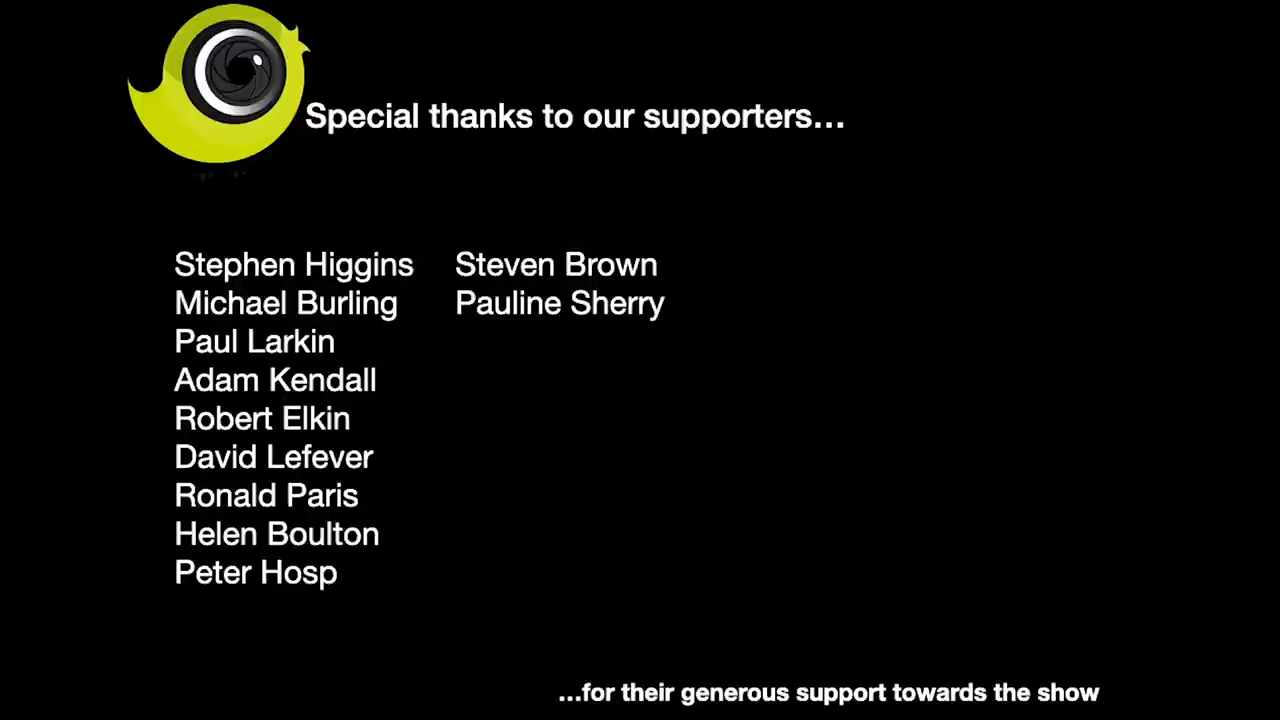 Special thanks to our supporters...
Stephen Higgins
Michael Burling
Paul Larkin
Adam Kendall
Robert Elkin
David Lefever
Ronald Paris
Helen Boulton
Peter Hosp
Steven Brown
Pauline Sherry
...for their generous support towards the show